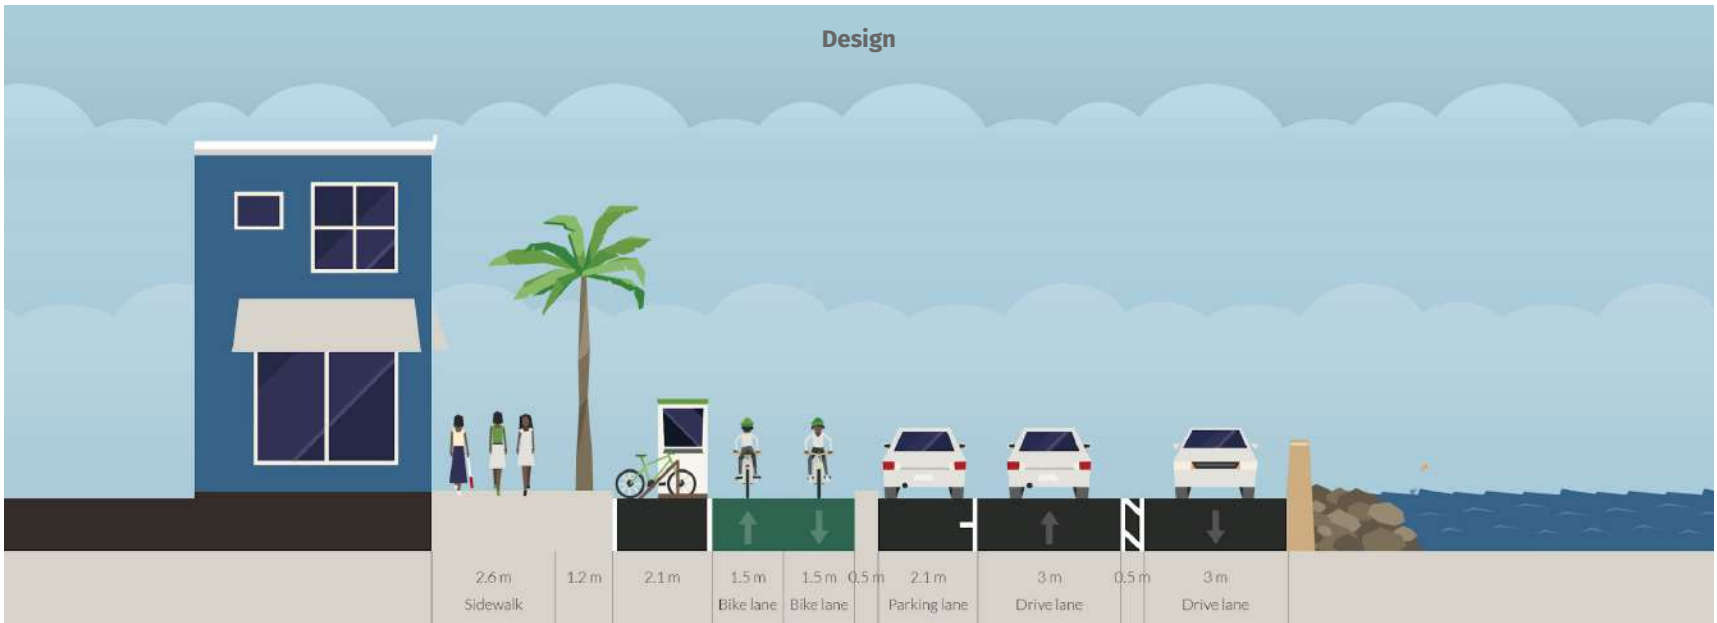 Design
2.6 m 1.2 m 2.1 m 1.5 m 1.5 m 0.5 m 2.1 m 3 m 0.5 m 3 m
Sidewalk Bike lane Bike lane Parking lane Drive lane Drive lane